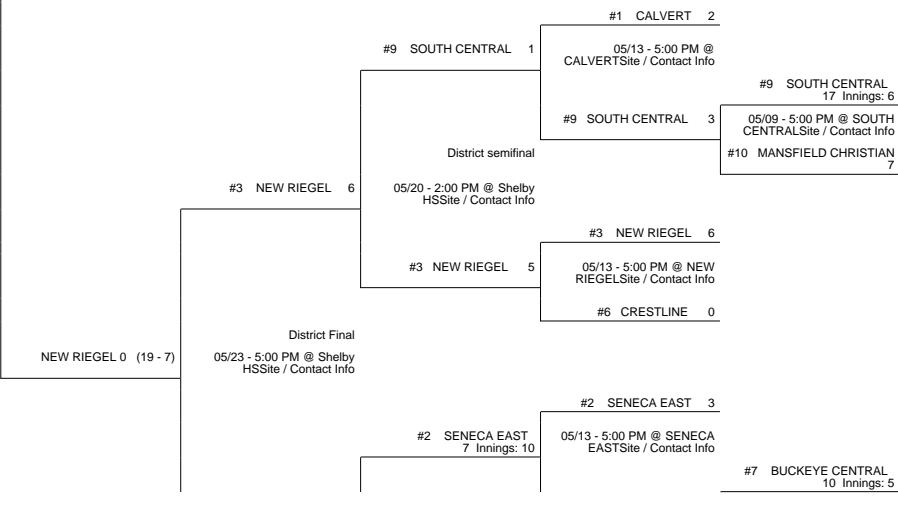 #1 CALVERT 2
#9 SOUTH CENTRAL 1
05/13 - 5:00 PM @
CALVERTSite / Contact Info
#9 SOUTH CENTRAL
17 Innings: 6
#9 SOUTH CENTRAL 3
05/09 - 5:00 PM @ SOUTH
CENTRALSite / Contact Info
District semifinal
#10 MANSFIELD CHRISTIAN
7
#3 NEW RIEGEL 6
05/20 - 2:00 PM @ Shelby
HSSite / Contact Info
#3 NEW RIEGEL 6
#3 NEW RIEGEL 5
05/13 - 5:00 PM @ NEW
RIEGELSite / Contact Info
#6 CRESTLINE 0
District Final
NEW RIEGEL 0 (19 - 7)
05/23 - 5:00 PM @ Shelby
HSSite / Contact Info
#2 SENECA EAST 3
#2 SENECA EAST
7 Innings: 10
05/13 - 5:00 PM @ SENECA
EASTSite / Contact Info
#7 BUCKEYE CENTRAL
10 Innings: 5